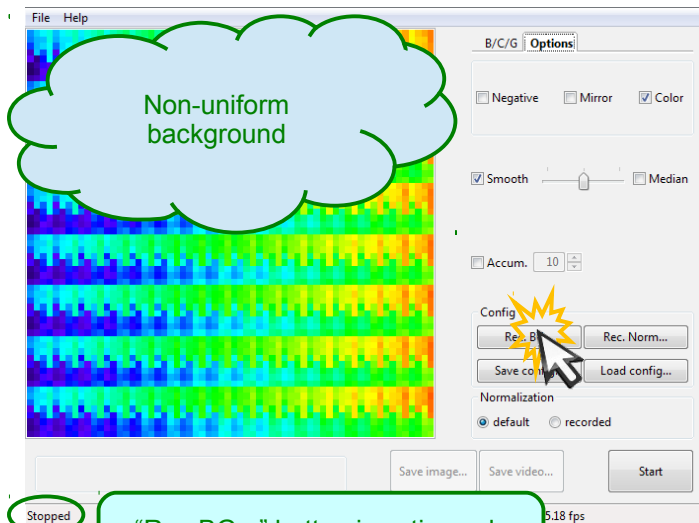 File Help
B/C/G Options
Non-uniform
background
Negative Mirror Color
Smooth Median
Accum. 10
Config
Rec. Norm...
Save Load config...
Normalization
default recorded
Save image... Save video... Start
Stopped 5.18 fps